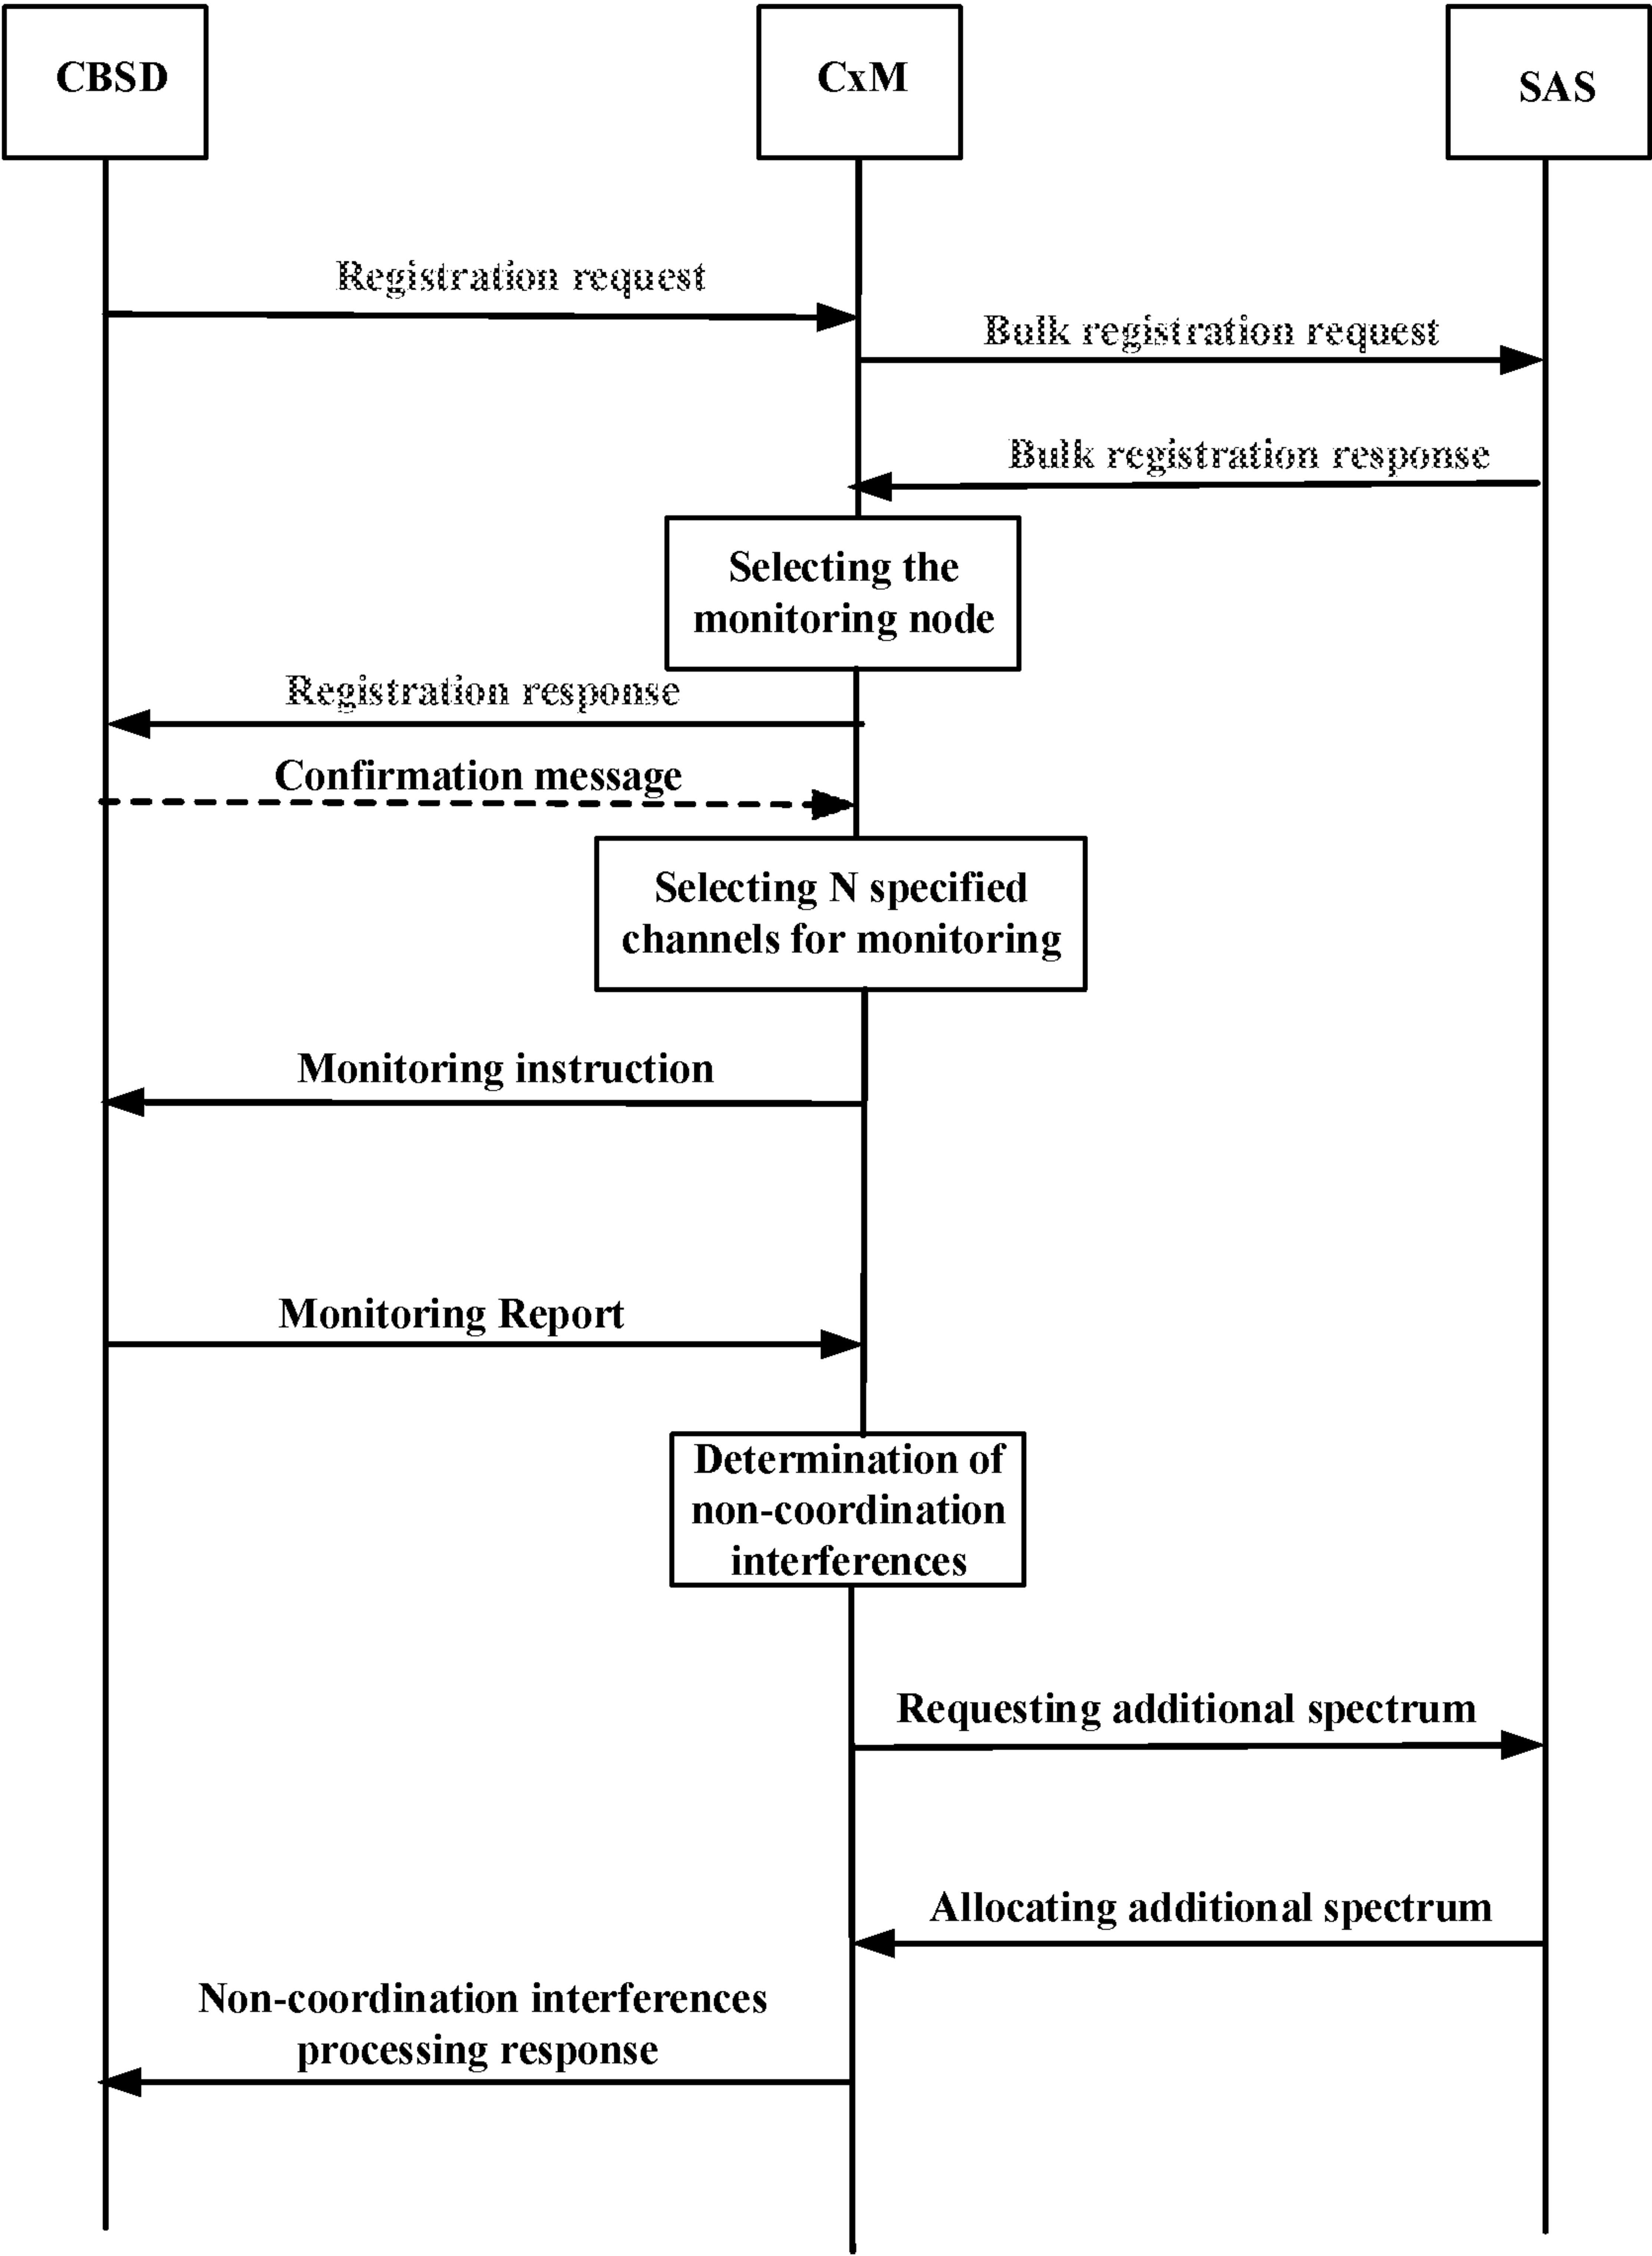 CBSD
CxM
SAS
Registration request
Bulk registration request
Bulk registration response
Selecting the
monitoring node
Registration response
Confirmation message
Selecting N specified
channels for monitoring
Monitoring instruction
Monitoring Report
Determination of
non-coordination
interferences
Requesting additional spectrum
Allocating additional spectrum
Non-coordination interferences
processing response